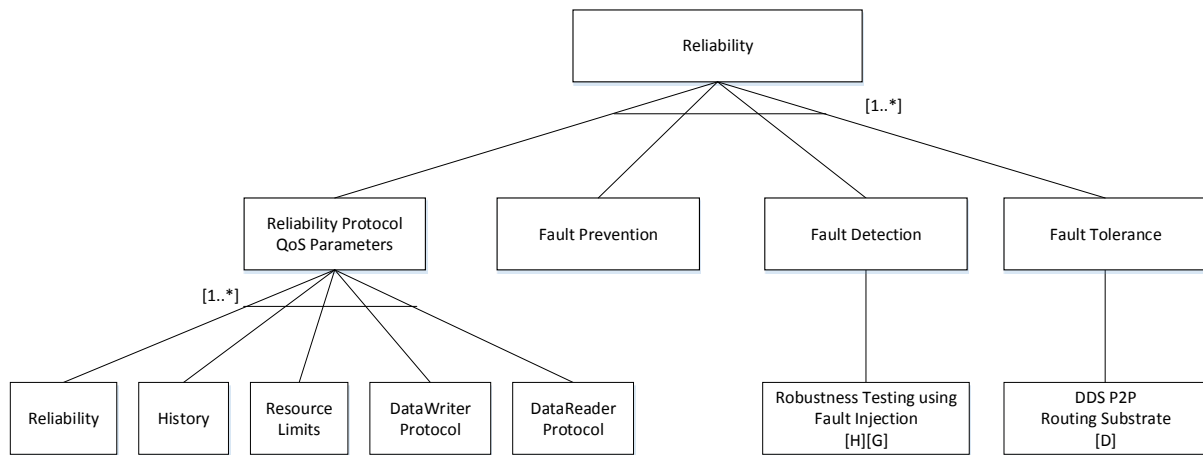 Reliability
[1..*]
Reliability Protocol
QoS Parameters
Fault Prevention
Fault Detection
Fault Tolerance
[1..*]
Reliability
History
Resource
Limits
DataWriter
Protocol
DataReader
Protocol
Robustness Testing using
Fault Injection
[H][G]
DDS P2P
Routing Substrate
[D]